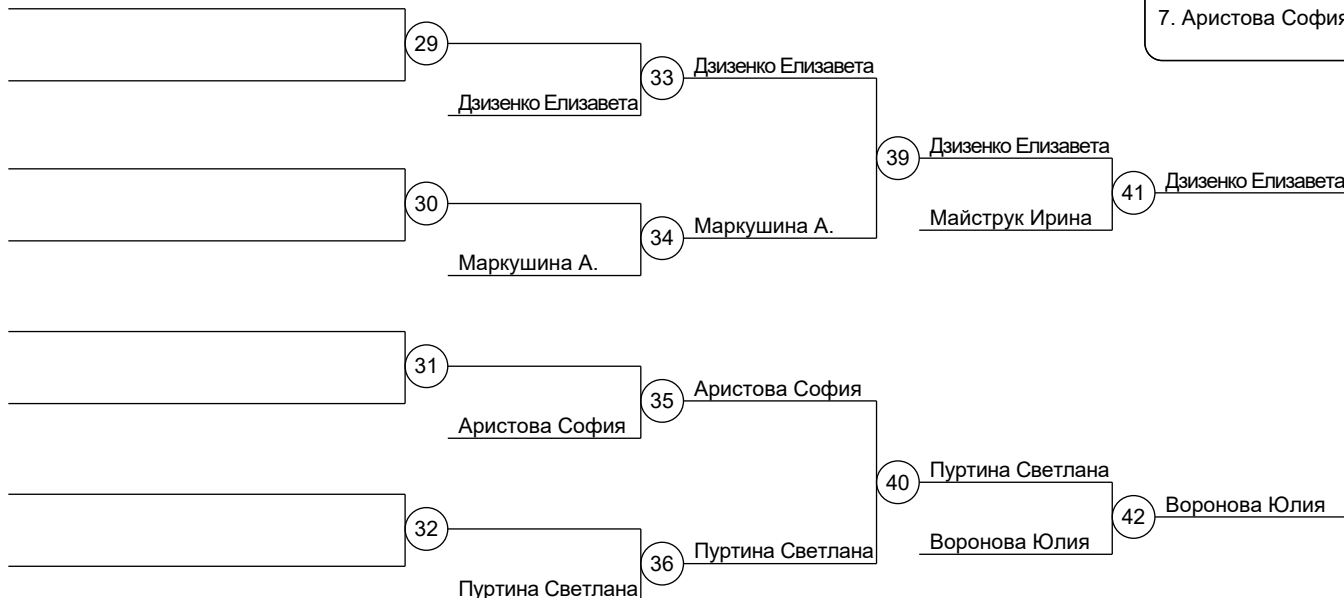 7. Аристова София
29
33
Дзизенко Елизавета
Дзизенко Елизавета
39
Дзизенко Елизавета
41
Дзизенко Елизавета
30
34
Маркушина А.
Майструк Ирина
Маркушина А.
31
35
Аристова София
Аристова София
40
Пуртина Светлана
42
Воронова Юлия
32
36
Пуртина Светлана
Воронова Юлия
Пуртина Светлана